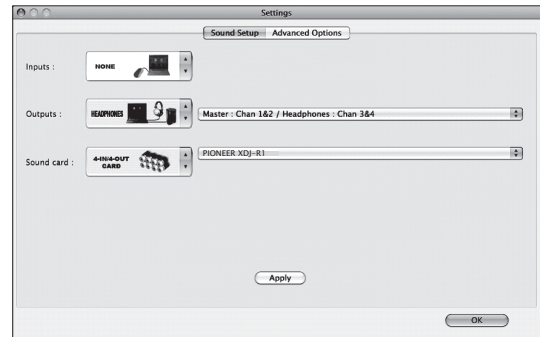 Settings
Sound Setup Advanced Options
Inputs : NONE
Outputs : HEADPHONES Master : Chan 1&2 / Headphones : Chan 3&4
Sound card : 4-IN/4-OUT CARD PIONEER XDJ-R1
Apply
OK